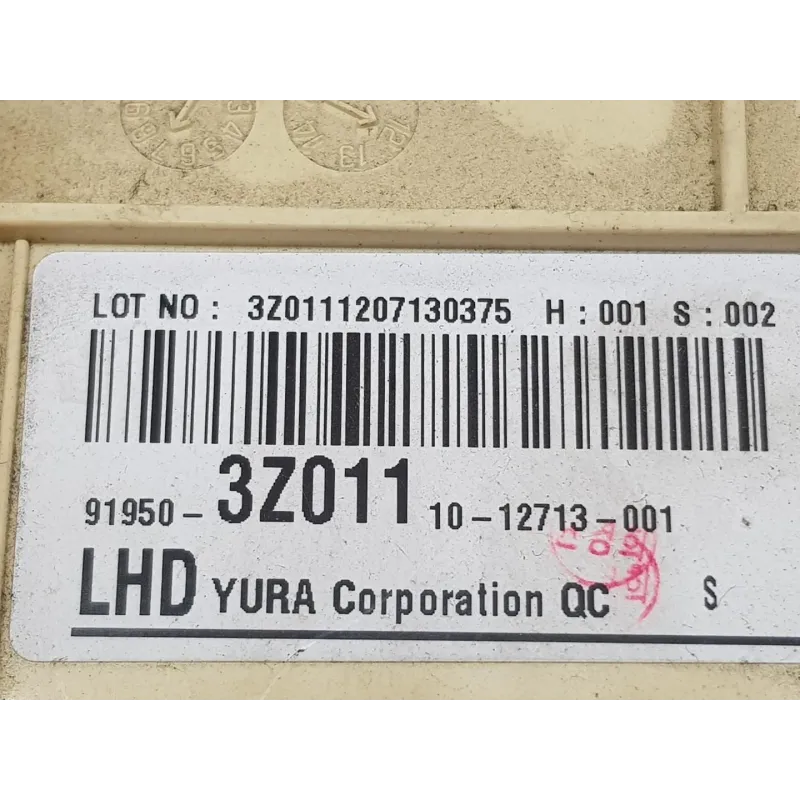 LOT NO : 3Z0111207130375 H : 001 S : 002
91950-3Z011 10-12713-001
LHD YURA Corporation QC S